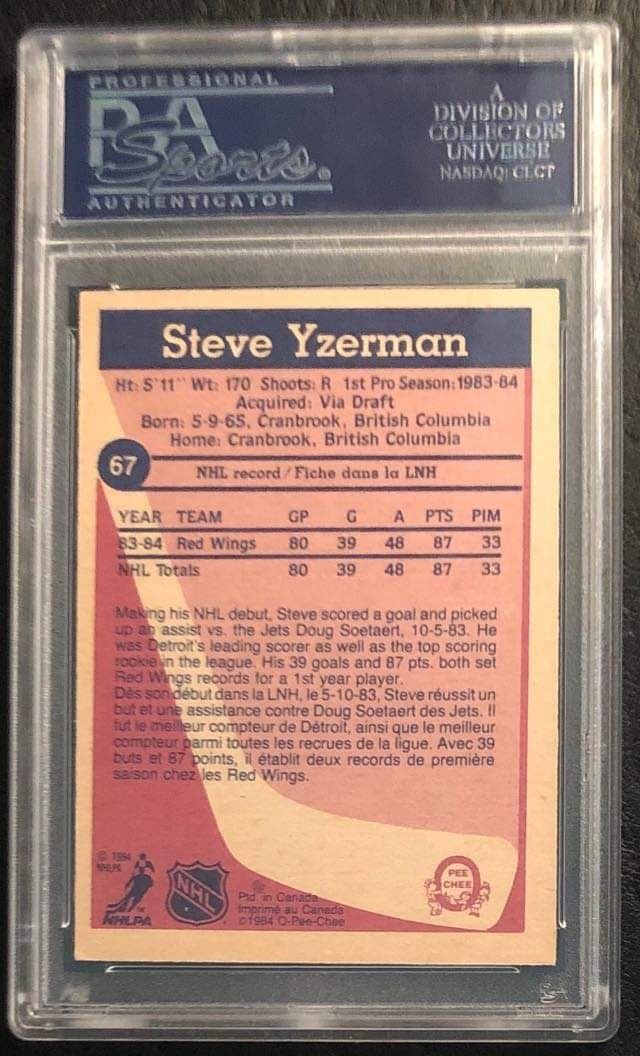 PROFESSIONAL
PSA
Sports
AUTHENTICATOR
A
DIVISION OF
COLLECTORS
UNIVERSE
NASDAQ: CLCT
Steve Yzerman
Ht: 5'11" Wt: 170 Shoots: R 1st Pro Season: 1983-84
Acquired: Via Draft
Born: 5-9-65, Cranbrook, British Columbia
Home: Cranbrook, British Columbia
67
NHL record / Fiche dans la LNH
YEAR TEAM GP G A PTS PIM
83-84 Red Wings 80 39 48 87 33
NHL Totals 80 39 48 87 33
Making his NHL debut, Steve scored a goal and picked
up an assist vs. the Jets Doug Soetaert, 10-5-83. He
was Detroit's leading scorer as well as the top scoring
rookie in the league. His 39 goals and 87 pts. both set
Red Wings records for a 1st year player.
Dès son début dans la LNH, le 5-10-83, Steve réussit un
but et une assistance contre Doug Soetaert des Jets. Il
fut le meilleur compteur de Détroit, ainsi que le meilleur
compteur parmi toutes les recrues de la ligue. Avec 39
buts et 87 points, il établit deux records de première
saison chez les Red Wings.
© 1984
NHLPA
NHLPA
NHL
Ptd. in Canada
Imprimé au Canada
©1984 O-Pee-Chee
PEE
CHEE